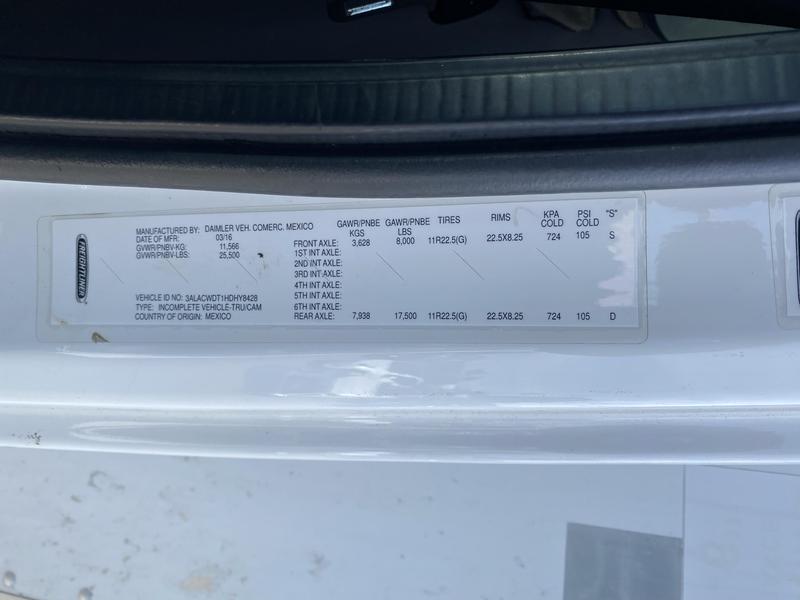 FREIGHTLINER
MANUFACTURED BY: DAIMLER VEH. COMERC. MEXICO
DATE OF MFR: 03/16
GVWR/PNBV-KG: 11,566
GVWR/PNBV-LBS: 25,500
VEHICLE ID NO: 3ALACWDT1HDHY8428
TYPE: INCOMPLETE VEHICLE-TRU/CAM
COUNTRY OF ORIGIN: MEXICO
GAWR/PNBE KGS GAWR/PNBE LBS TIRES RIMS KPA COLD PSI COLD "S"
FRONT AXLE: 3,628 8,000 11R22.5(G) 22.5X8.25 724 105 S
1ST INT AXLE:
2ND INT AXLE:
3RD INT AXLE:
4TH INT AXLE:
5TH INT AXLE:
6TH INT AXLE:
REAR AXLE: 7,938 17,500 11R22.5(G) 22.5X8.25 724 105 D